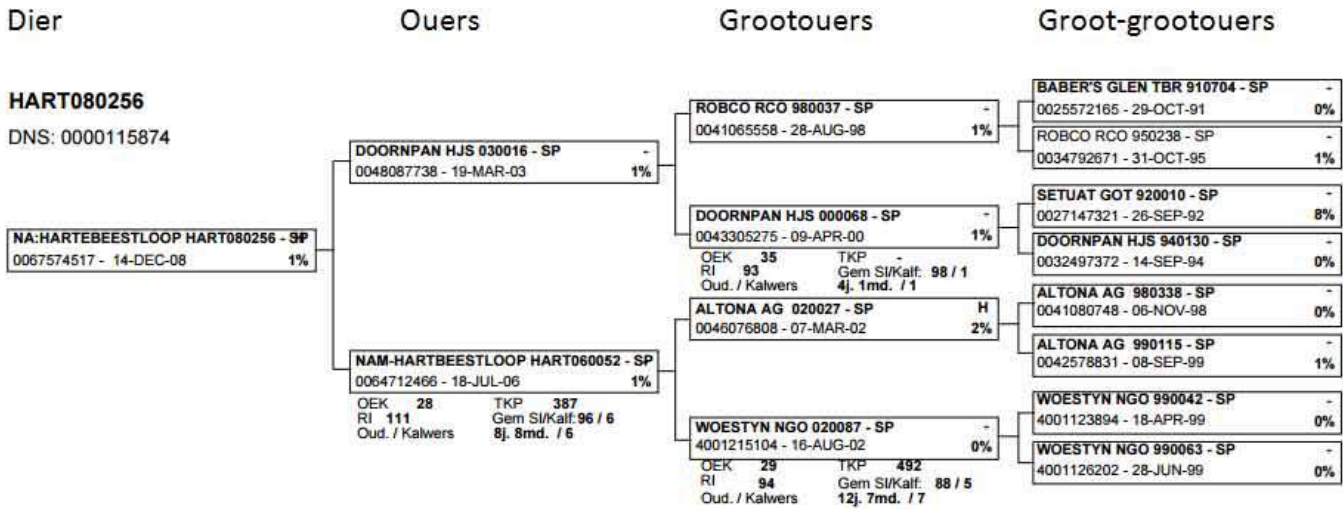 Dier Ouers Grootouers Groot-grootouers
HART080256
DNS: 0000115874
NA:HARTEBEESTLOOP HART080256 - SP H
0067574517 - 14-DEC-08 1%
DOORNPAN HJS 030016 - SP -
0048087738 - 19-MAR-03 1%
NAM-HARTBEESTLOOP HART060052 - SP
0064712466 - 18-JUL-06 1%
OEK 28 TKP 387
RI 111 Gem SI/Kalf: 96 / 6
Oud. / Kalwers 8j. 8md. / 6
ROBCO RCO 980037 - SP -
0041065558 - 28-AUG-98 1%
DOORNPAN HJS 000068 - SP -
0043305275 - 09-APR-00 1%
OEK 35 TKP -
RI 93 Gem SI/Kalf: 98 / 1
Oud. / Kalwers 4j. 1md. / 1
ALTONA AG 020027 - SP H
0046076808 - 07-MAR-02 2%
WOESTYN NGO 020087 - SP -
4001215104 - 16-AUG-02 0%
OEK 29 TKP 492
RI 94 Gem SI/Kalf: 88 / 5
Oud. / Kalwers 12j. 7md. / 7
BABER'S GLEN TBR 910704 - SP -
0025572165 - 29-OCT-91 0%
ROBCO RCO 950238 - SP -
0034792671 - 31-OCT-95 1%
SETUAT GOT 920010 - SP -
0027147321 - 26-SEP-92 8%
DOORNPAN HJS 940130 - SP -
0032497372 - 14-SEP-94 0%
ALTONA AG 980338 - SP -
0041080748 - 06-NOV-98 0%
ALTONA AG 990115 - SP -
0042578831 - 08-SEP-99 1%
WOESTYN NGO 990042 - SP -
4001123894 - 18-APR-99 0%
WOESTYN NGO 990063 - SP -
4001126202 - 28-JUN-99 0%